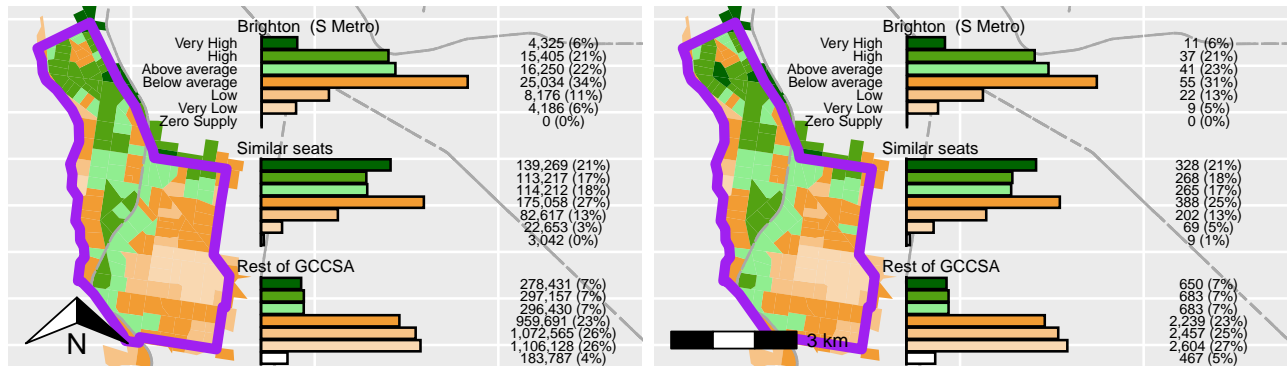 Brighton (S Metro)
Very High 4,325 (6%)
High 15,405 (21%)
Above average 16,250 (22%)
Below average 25,034 (34%)
Low 8,176 (11%)
Very Low 4,186 (6%)
Zero Supply 0 (0%)
Similar seats
139,269 (21%)
113,217 (17%)
114,212 (18%)
175,058 (27%)
82,617 (13%)
22,653 (3%)
3,042 (0%)
Rest of GCCSA
278,431 (7%)
297,157 (7%)
296,430 (7%)
959,691 (23%)
1,072,565 (26%)
1,106,128 (26%)
183,787 (4%)
N
Brighton (S Metro)
Very High 11 (6%)
High 37 (21%)
Above average 41 (23%)
Below average 55 (31%)
Low 22 (13%)
Very Low 9 (5%)
Zero Supply 0 (0%)
Similar seats
328 (21%)
268 (18%)
265 (17%)
388 (25%)
202 (13%)
69 (5%)
9 (1%)
Rest of GCCSA
650 (7%)
683 (7%)
683 (7%)
2,239 (23%)
2,457 (25%)
2,604 (27%)
467 (5%)
3 km